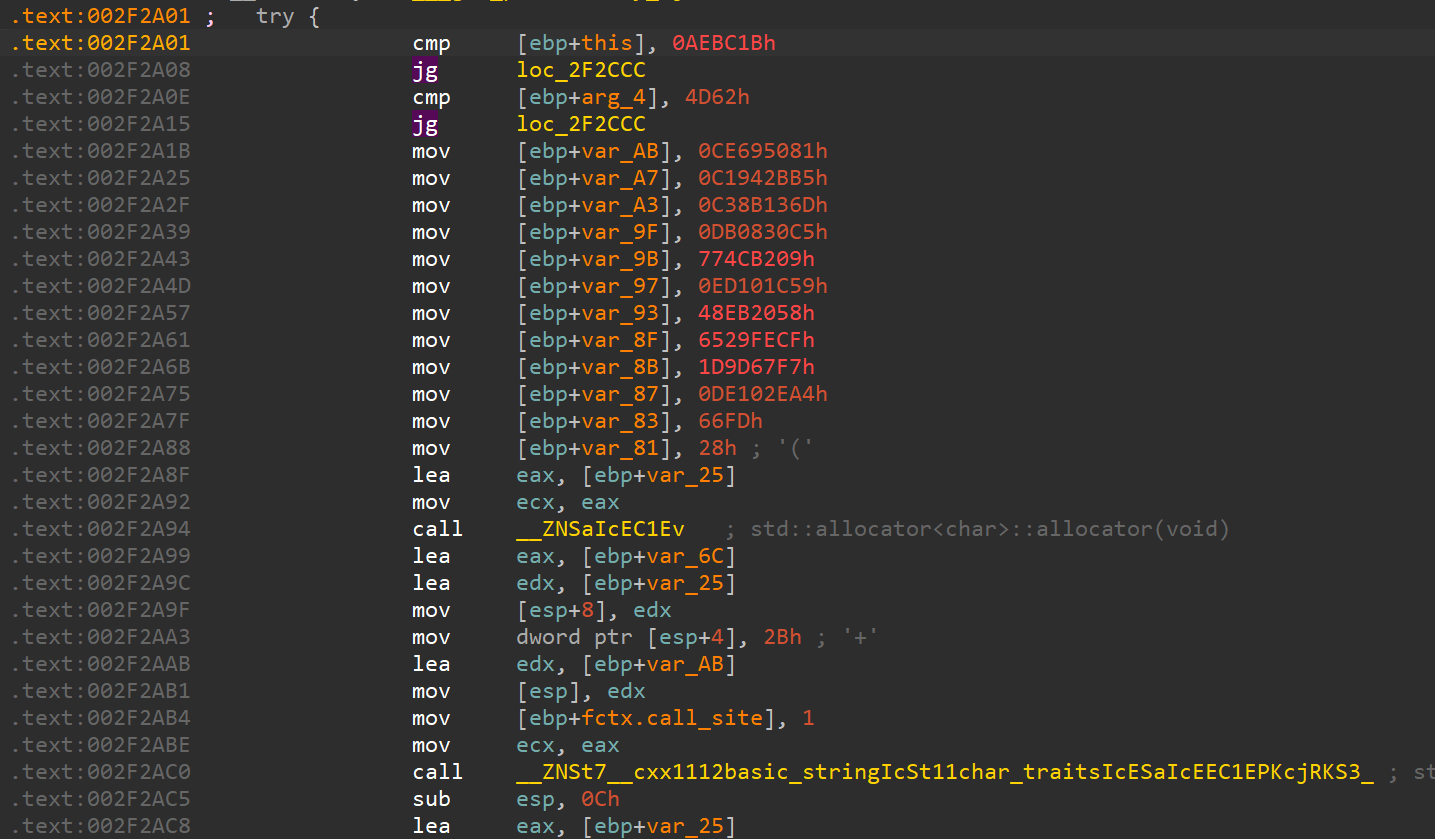 .text:002F2A01 ;   try {
.text:002F2A01                 cmp     [ebp+this], 0AEBC1Bh
.text:002F2A08                 jg      loc_2F2CCC
.text:002F2A0E                 cmp     [ebp+arg_4], 4D62h
.text:002F2A15                 jg      loc_2F2CCC
.text:002F2A1B                 mov     [ebp+var_AB], 0CE695081h
.text:002F2A25                 mov     [ebp+var_A7], 0C1942BB5h
.text:002F2A2F                 mov     [ebp+var_A3], 0C38B136Dh
.text:002F2A39                 mov     [ebp+var_9F], 0DB0830C5h
.text:002F2A43                 mov     [ebp+var_9B], 774CB209h
.text:002F2A4D                 mov     [ebp+var_97], 0ED101C59h
.text:002F2A57                 mov     [ebp+var_93], 48EB2058h
.text:002F2A61                 mov     [ebp+var_8F], 6529FECFh
.text:002F2A6B                 mov     [ebp+var_8B], 1D9D67F7h
.text:002F2A75                 mov     [ebp+var_87], 0DE102EA4h
.text:002F2A7F                 mov     [ebp+var_83], 66FDh
.text:002F2A88                 mov     [ebp+var_81], 28h ; '('
.text:002F2A8F                 lea     eax, [ebp+var_25]
.text:002F2A92                 mov     ecx, eax
.text:002F2A94                 call    __ZNSaIcEC1Ev   ; std::allocator<char>::allocator(void)
.text:002F2A99                 lea     eax, [ebp+var_6C]
.text:002F2A9C                 lea     edx, [ebp+var_25]
.text:002F2A9F                 mov     [esp+8], edx
.text:002F2AA3                 mov     dword ptr [esp+4], 2Bh ; '+'
.text:002F2AAB                 lea     edx, [ebp+var_AB]
.text:002F2AB1                 mov     [esp], edx
.text:002F2AB4                 mov     [ebp+fctx.call_site], 1
.text:002F2ABE                 mov     ecx, eax
.text:002F2AC0                 call    __ZNSt7__cxx1112basic_stringIcSt11char_traitsIcESaIcEEC1EPKcjRKS3_ ; st
.text:002F2AC5                 sub     esp, 0Ch
.text:002F2AC8                 lea     eax, [ebp+var_25]